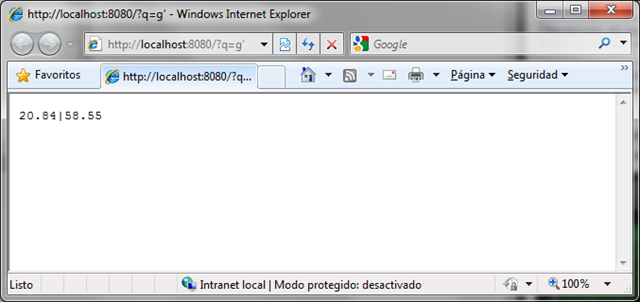 http://localhost:8080/?q=g’ - Windows Internet Explorer
http://localhost:8080/?q=g’
Google
Favoritos
http://localhost:8080/?q...
Página
Seguridad
»
20.84|58.55
Listo
Intranet local | Modo protegido: desactivado
100%